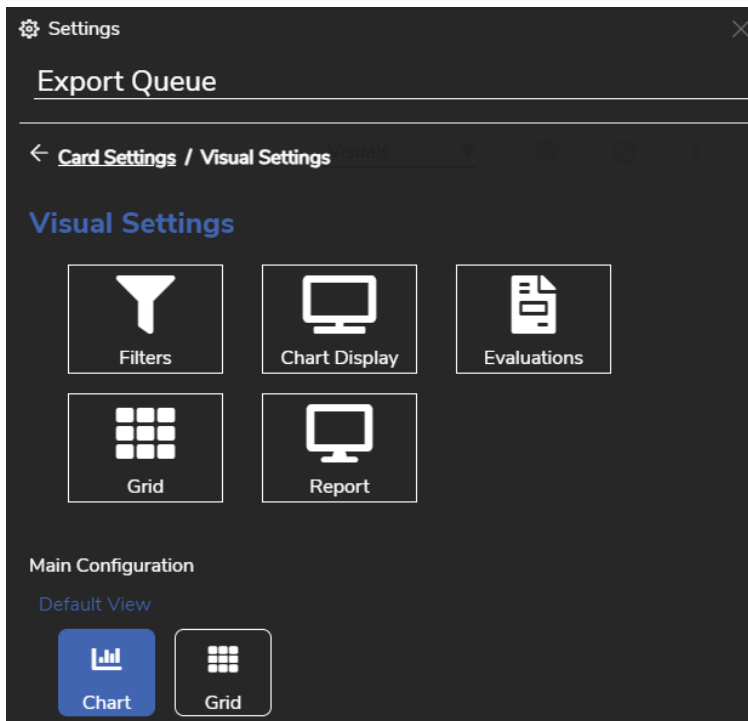 Settings
Export Queue
Card Settings / Visual Settings
Visuals
Visual Settings
Filters
Chart Display
Evaluations
Grid
Report
Main Configuration
Default View
Chart
Grid